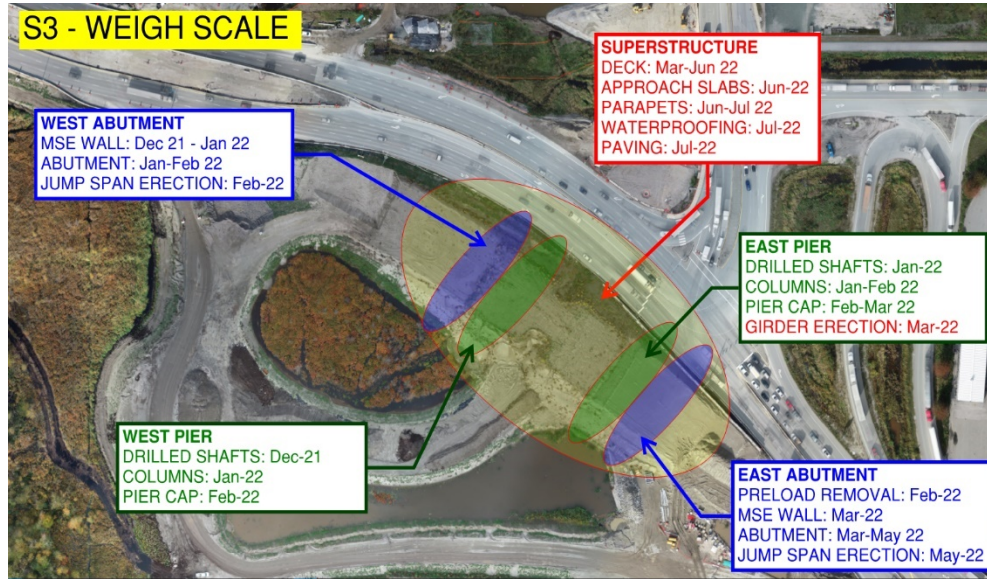 S3 - WEIGH SCALE
SUPERSTRUCTURE
DECK: Mar-Jun 22
APPROACH SLABS: Jun-22
PARAPETS: Jun-Jul 22
WATERPROOFING: Jul-22
PAVING: Jul-22
WEST ABUTMENT
MSE WALL: Dec 21 - Jan 22
ABUTMENT: Jan-Feb 22
JUMP SPAN ERECTION: Feb-22
EAST PIER
DRILLED SHAFTS: Jan-22
COLUMNS: Jan-Feb 22
PIER CAP: Feb-Mar 22
GIRDER ERECTION: Mar-22
WEST PIER
DRILLED SHAFTS: Dec-21
COLUMNS: Jan-22
PIER CAP: Feb-22
EAST ABUTMENT
PRELOAD REMOVAL: Feb-22
MSE WALL: Mar-22
ABUTMENT: Mar-May 22
JUMP SPAN ERECTION: May-22